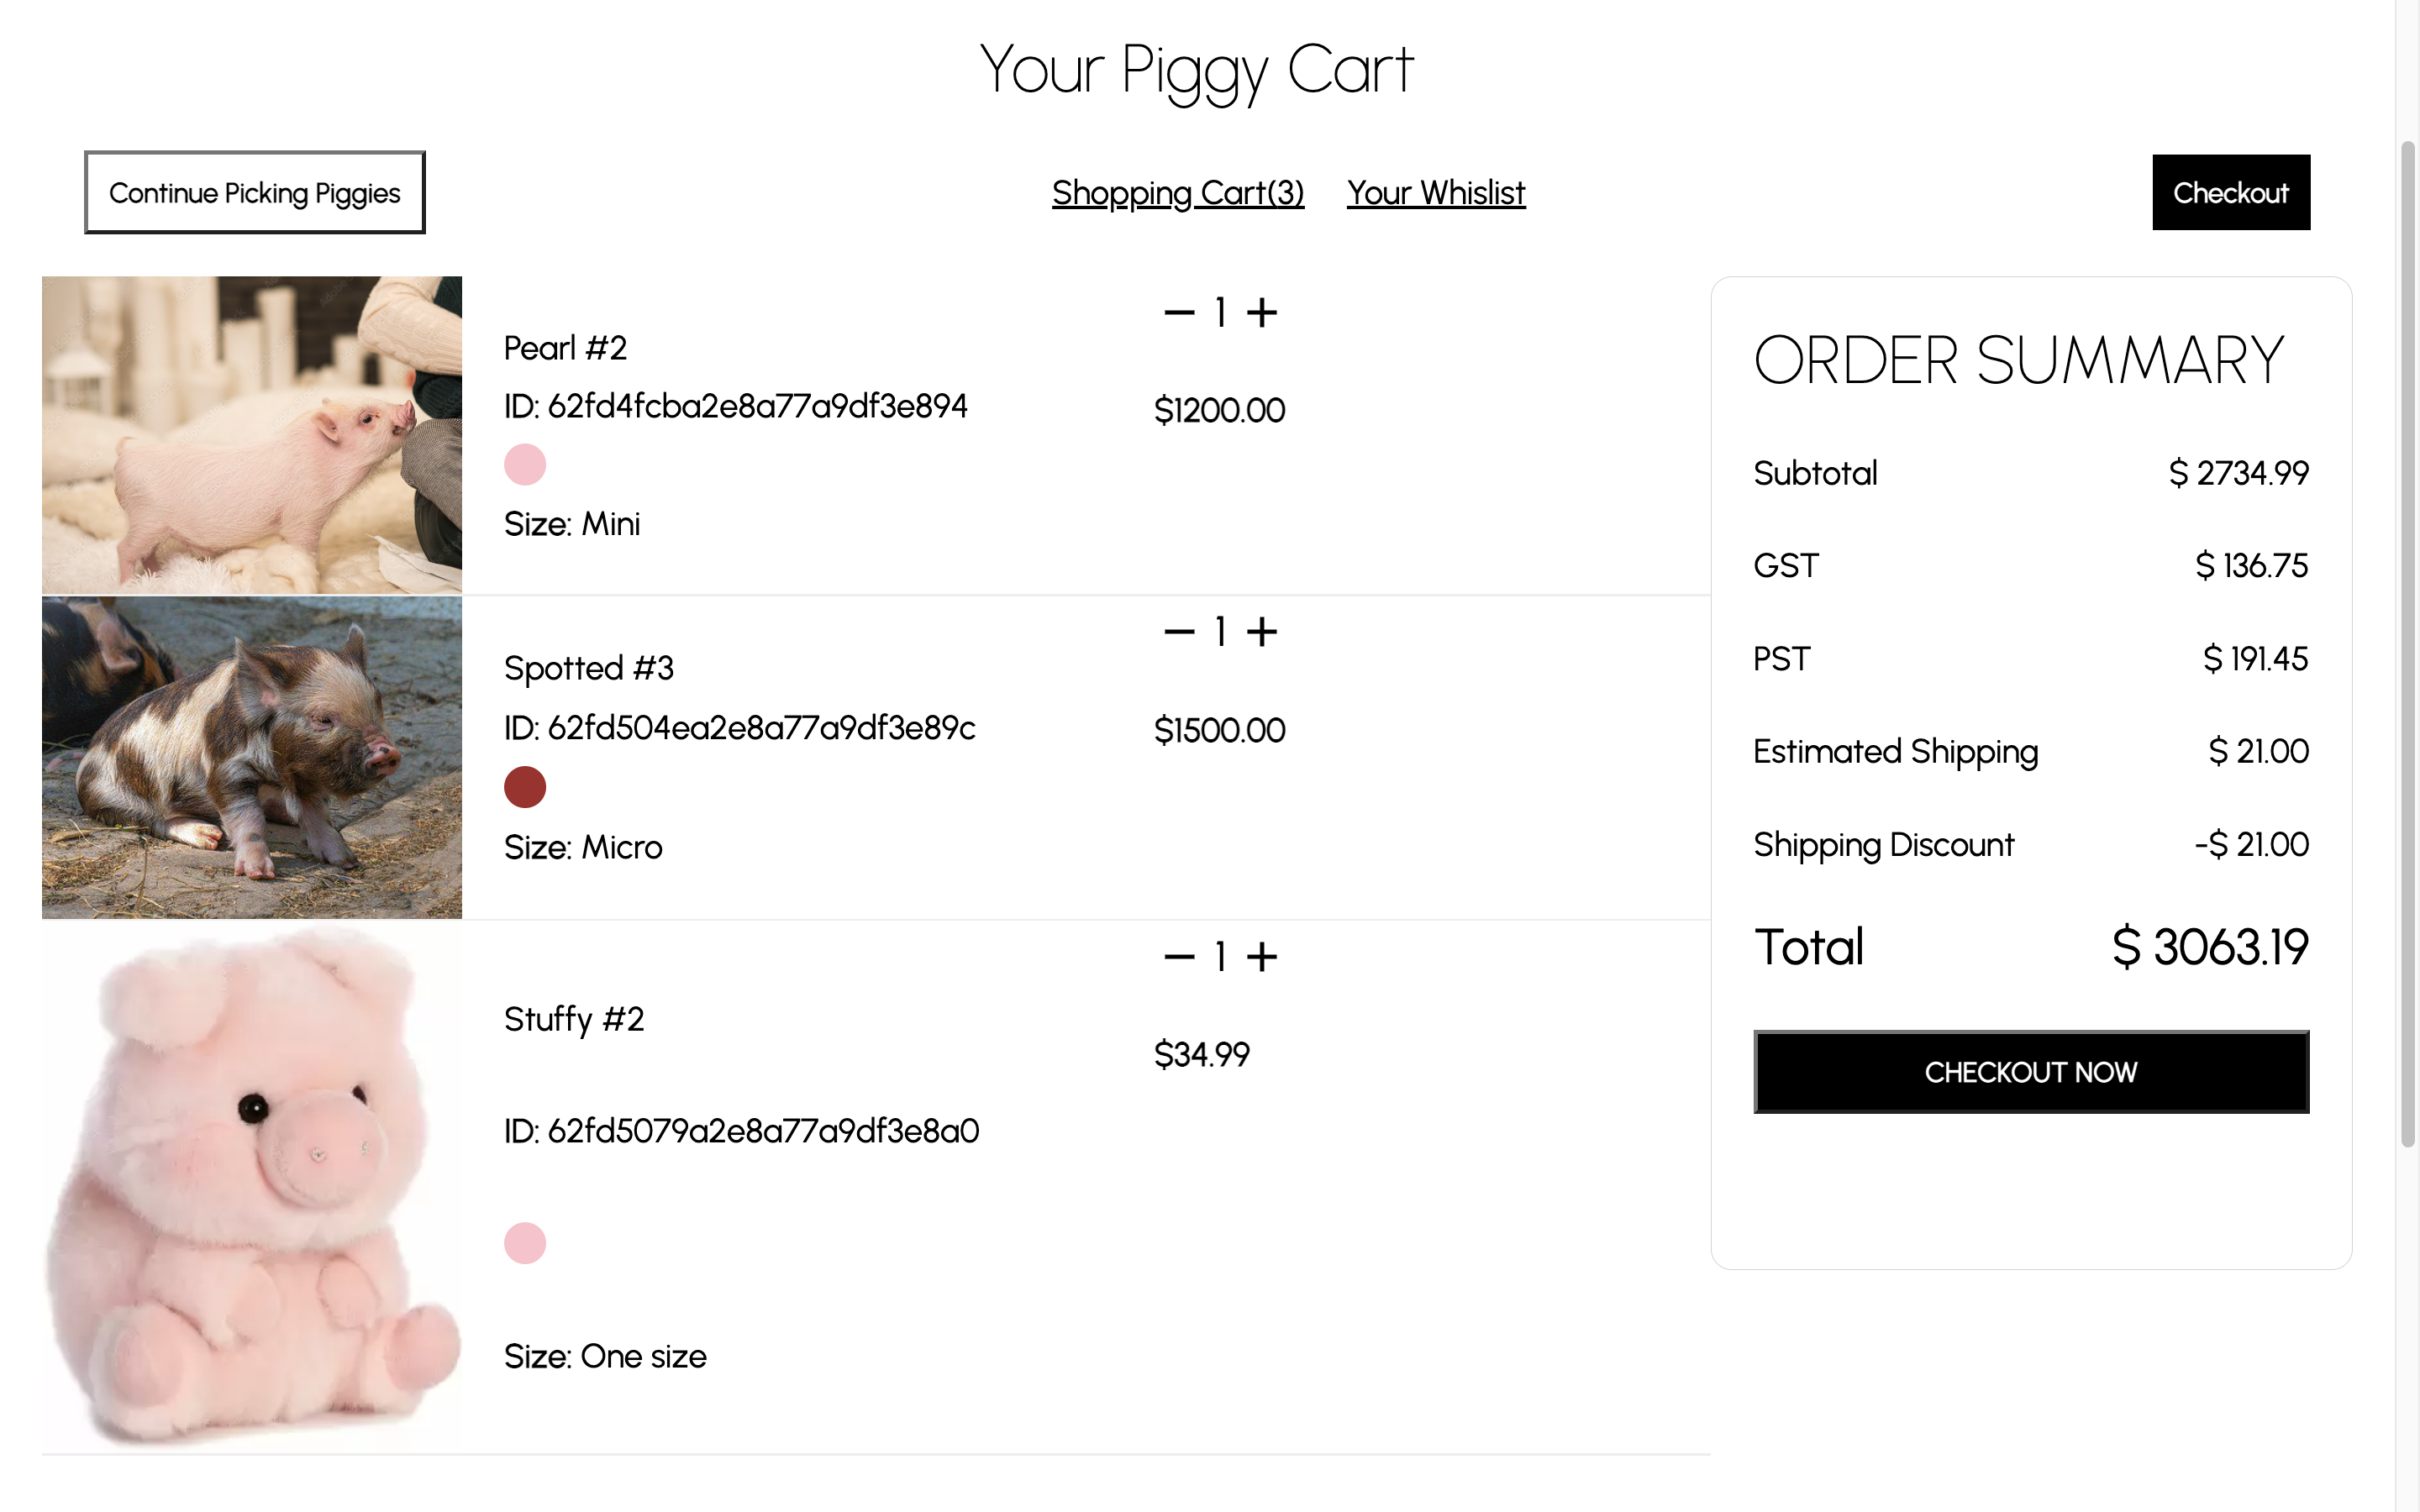 Your Piggy Cart
Continue Picking Piggies
Shopping Cart(3) Your Whislist
Checkout
Pearl #2
ID: 62fd4fcba2e8a77a9df3e894
Size: Mini
1
$1200.00
Spotted #3
ID: 62fd504ea2e8a77a9df3e89c
Size: Micro
1
$1500.00
Stuffy #2
ID: 62fd5079a2e8a77a9df3e8a0
Size: One size
1
$34.99
ORDER SUMMARY
Subtotal $ 2734.99
GST $ 136.75
PST $ 191.45
Estimated Shipping $ 21.00
Shipping Discount -$ 21.00
Total $ 3063.19
CHECKOUT NOW